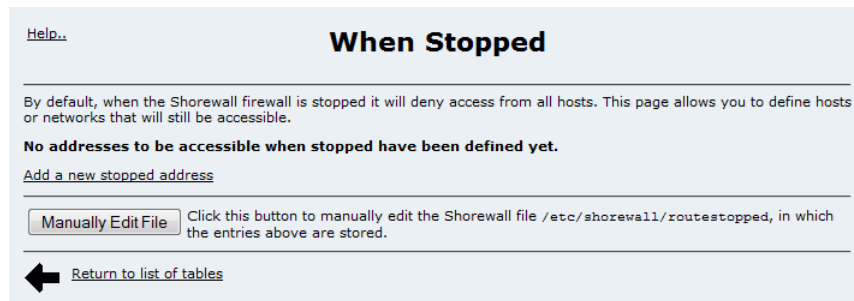 Help..
When Stopped
By default, when the Shorewall firewall is stopped it will deny access from all hosts. This page allows you to define hosts
or networks that will still be accessible.
No addresses to be accessible when stopped have been defined yet.
Add a new stopped address
Manually Edit File
Click this button to manually edit the Shorewall file /etc/shorewall/routestopped, in which
the entries above are stored.
Return to list of tables